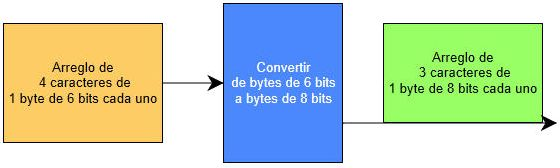 Arreglo de
4 caracteres de
1 byte de 6 bits cada uno
Convertir
de bytes de 6 bits
a bytes de 8 bits
Arreglo de
3 caracteres de
1 byte de 8 bits cada uno